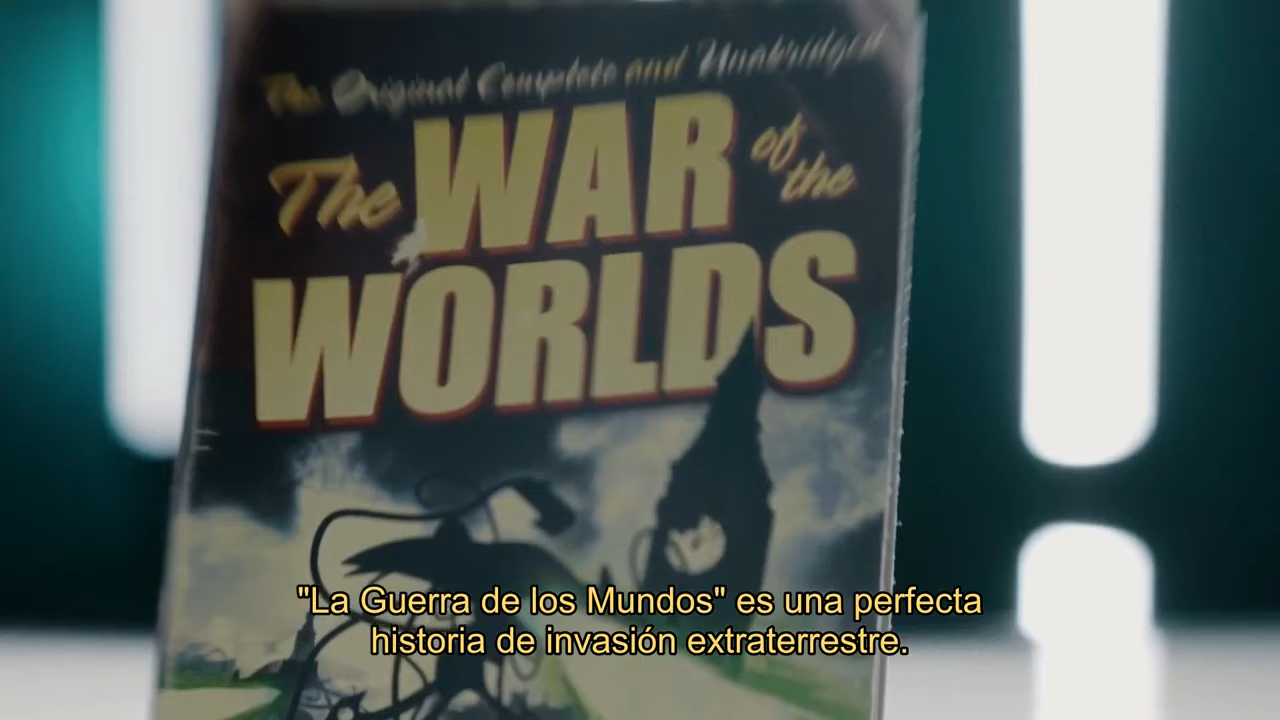 The Original Complete and Unabridged
The WAR of the
WORLDS
"La Guerra de los Mundos" es una perfecta
historia de invasión extraterrestre.